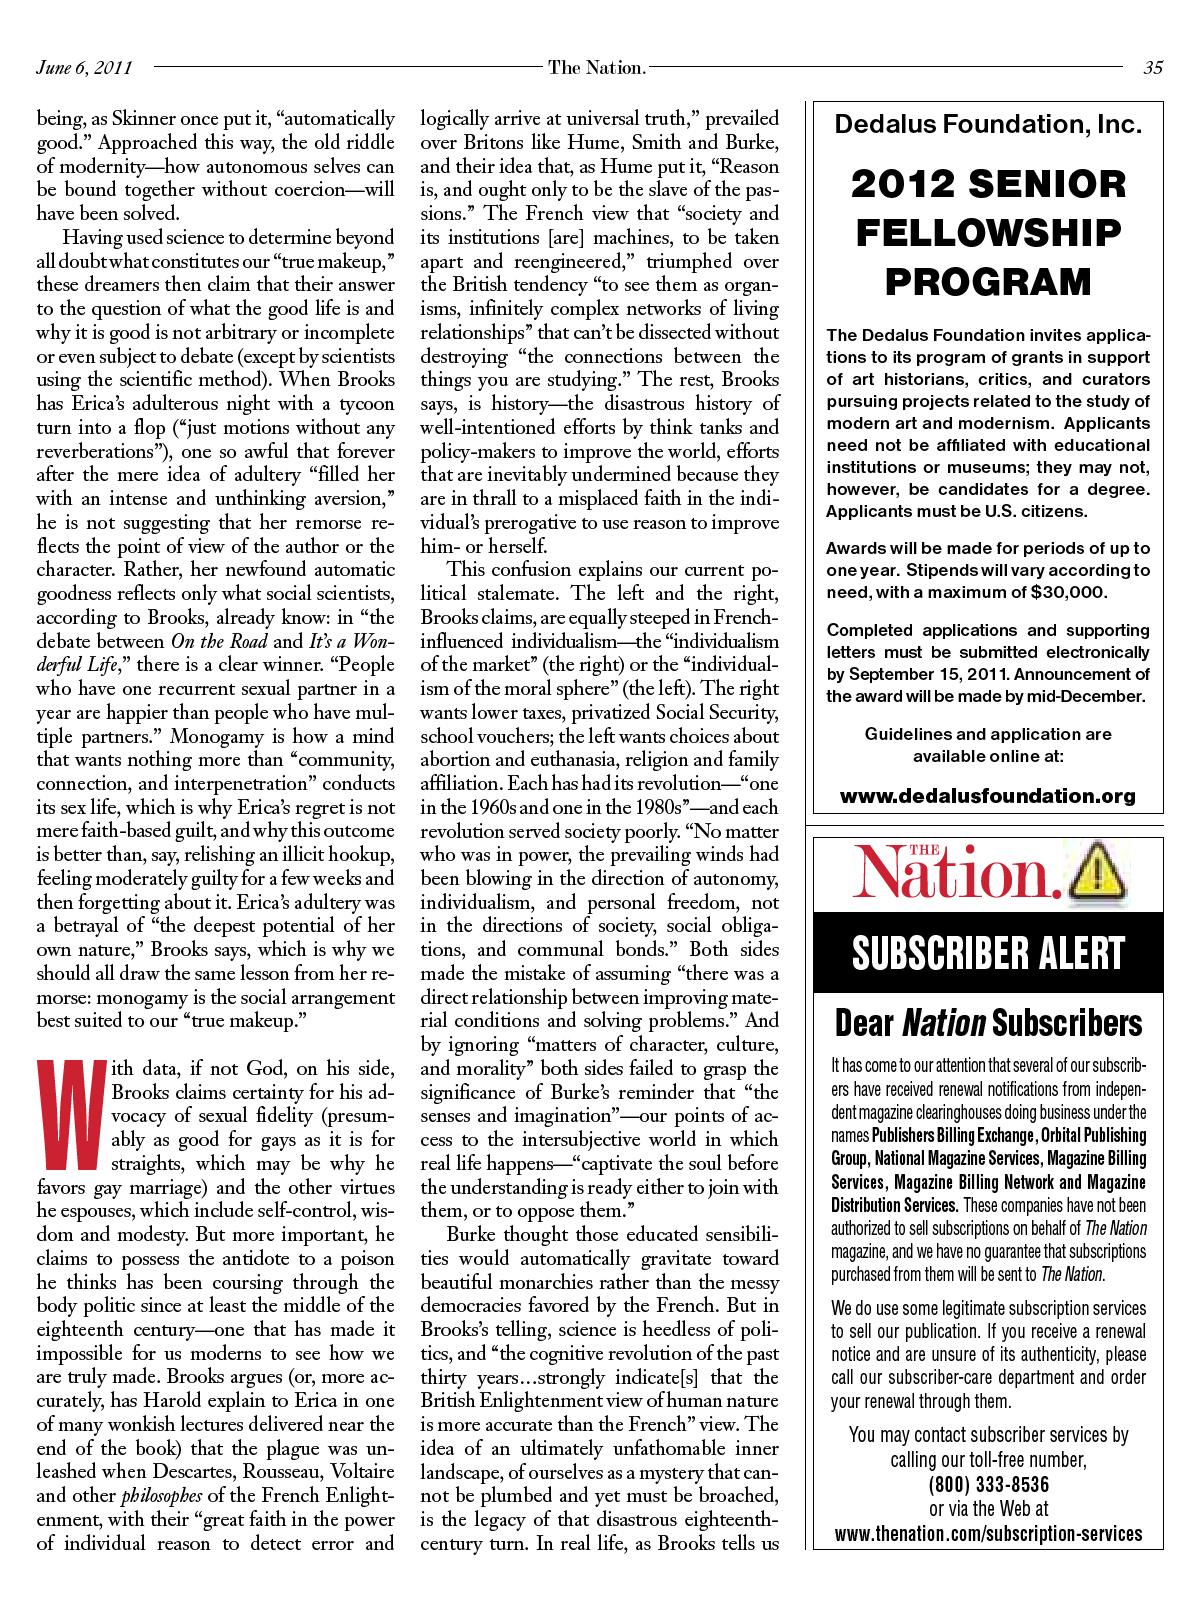 June 6, 2011
The Nation.
35
being, as Skinner once put it, “automatically
good.” Approached this way, the old riddle
of modernity—how autonomous selves can
be bound together without coercion—will
have been solved.
Having used science to determine beyond
all doubt what constitutes our “true makeup,”
these dreamers then claim that their answer
to the question of what the good life is and
why it is good is not arbitrary or incomplete
or even subject to debate (except by scientists
using the scientific method). When Brooks
has Erica’s adulterous night with a tycoon
turn into a flop (“just motions without any
reverberations”), one so awful that forever
after the mere idea of adultery “filled her
with an intense and unthinking aversion,”
he is not suggesting that her remorse re-
flects the point of view of the author or the
character. Rather, her newfound automatic
goodness reflects only what social scientists,
according to Brooks, already know: in “the
debate between On the Road and It’s a Won-
derful Life,” there is a clear winner. “People
who have one recurrent sexual partner in a
year are happier than people who have mul-
tiple partners.” Monogamy is how a mind
that wants nothing more than “community,
connection, and interpenetration” conducts
its sex life, which is why Erica’s regret is not
mere faith-based guilt, and why this outcome
is better than, say, relishing an illicit hookup,
feeling moderately guilty for a few weeks and
then forgetting about it. Erica’s adultery was
a betrayal of “the deepest potential of her
own nature,” Brooks says, which is why we
should all draw the same lesson from her re-
morse: monogamy is the social arrangement
best suited to our “true makeup.”
With data, if not God, on his side,
Brooks claims certainty for his ad-
vocacy of sexual fidelity (presum-
ably as good for gays as it is for
straights, which may be why he
favors gay marriage) and the other virtues
he espouses, which include self-control, wis-
dom and modesty. But more important, he
claims to possess the antidote to a poison
he thinks has been coursing through the
body politic since at least the middle of the
eighteenth century—one that has made it
impossible for us moderns to see how we
are truly made. Brooks argues (or, more ac-
curately, has Harold explain to Erica in one
of many wonkish lectures delivered near the
end of the book) that the plague was un-
leashed when Descartes, Rousseau, Voltaire
and other philosophes of the French Enlight-
enment, with their “great faith in the power
of individual reason to detect error and
logically arrive at universal truth,” prevailed
over Britons like Hume, Smith and Burke,
and their idea that, as Hume put it, “Reason
is, and ought only to be the slave of the pas-
sions.” The French view that “society and
its institutions [are] machines, to be taken
apart and reengineered,” triumphed over
the British tendency “to see them as organ-
isms, infinitely complex networks of living
relationships” that can’t be dissected without
destroying “the connections between the
things you are studying.” The rest, Brooks
says, is history—the disastrous history of
well-intentioned efforts by think tanks and
policy-makers to improve the world, efforts
that are inevitably undermined because they
are in thrall to a misplaced faith in the indi-
vidual’s prerogative to use reason to improve
him- or herself.
This confusion explains our current po-
litical stalemate. The left and the right,
Brooks claims, are equally steeped in French-
influenced individualism—the “individualism
of the market” (the right) or the “individual-
ism of the moral sphere” (the left). The right
wants lower taxes, privatized Social Security,
school vouchers; the left wants choices about
abortion and euthanasia, religion and family
affiliation. Each has had its revolution—“one
in the 1960s and one in the 1980s”—and each
revolution served society poorly. “No matter
who was in power, the prevailing winds had
been blowing in the direction of autonomy,
individualism, and personal freedom, not
in the directions of society, social obliga-
tions, and communal bonds.” Both sides
made the mistake of assuming “there was a
direct relationship between improving mate-
rial conditions and solving problems.” And
by ignoring “matters of character, culture,
and morality” both sides failed to grasp the
significance of Burke’s reminder that “the
senses and imagination”—our points of ac-
cess to the intersubjective world in which
real life happens—“captivate the soul before
the understanding is ready either to join with
them, or to oppose them.”
Burke thought those educated sensibili-
ties would automatically gravitate toward
beautiful monarchies rather than the messy
democracies favored by the French. But in
Brooks’s telling, science is heedless of poli-
tics, and “the cognitive revolution of the past
thirty years…strongly indicate[s] that the
British Enlightenment view of human nature
is more accurate than the French” view. The
idea of an ultimately unfathomable inner
landscape, of ourselves as a mystery that can-
not be plumbed and yet must be broached,
is the legacy of that disastrous eighteenth-
century turn. In real life, as Brooks tells us
Dedalus Foundation, Inc.
2012 SENIOR
FELLOWSHIP
PROGRAM
The Dedalus Foundation invites applica-
tions to its program of grants in support
of art historians, critics, and curators
pursuing projects related to the study of
modern art and modernism. Applicants
need not be affiliated with educational
institutions or museums; they may not,
however, be candidates for a degree.
Applicants must be U.S. citizens.
Awards will be made for periods of up to
one year. Stipends will vary according to
need, with a maximum of $30,000.
Completed applications and supporting
letters must be submitted electronically
by September 15, 2011. Announcement of
the award will be made by mid-December.
Guidelines and application are
available online at:
www.dedalusfoundation.org
THE
Nation.
SUBSCRIBER ALERT
Dear Nation Subscribers
It has come to our attention that several of our subscrib-
ers have received renewal notifications from indepen-
dent magazine clearinghouses doing business under the
names Publishers Billing Exchange, Orbital Publishing
Group, National Magazine Services, Magazine Billing
Services, Magazine Billing Network and Magazine
Distribution Services. These companies have not been
authorized to sell subscriptions on behalf of The Nation
magazine, and we have no guarantee that subscriptions
purchased from them will be sent to The Nation.
We do use some legitimate subscription services
to sell our publication. If you receive a renewal
notice and are unsure of its authenticity, please
call our subscriber-care department and order
your renewal through them.
You may contact subscriber services by
calling our toll-free number,
(800) 333-8536
or via the Web at
www.thenation.com/subscription-services